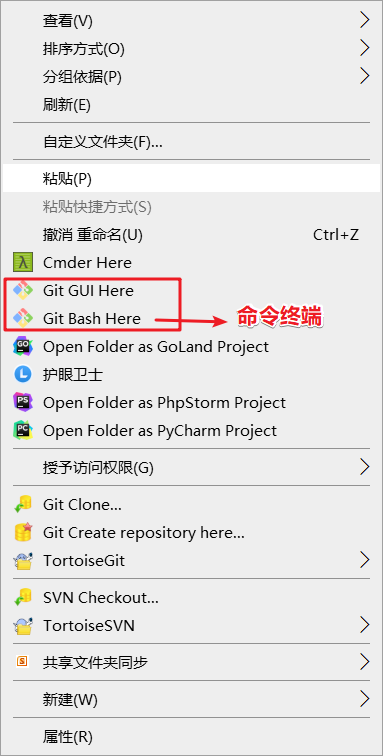 查看(V)
排序方式(O)
分组依据(P)
刷新(E)
自定义文件夹(F)...
粘贴(P)
粘贴快捷方式(S)
撤消 重命名(U) Ctrl+Z
Cmder Here
Git GUI Here
Git Bash Here 命令终端
Open Folder as GoLand Project
护眼卫士
Open Folder as PhpStorm Project
Open Folder as PyCharm Project
授予访问权限(G)
Git Clone...
Git Create repository here...
TortoiseGit
SVN Checkout...
TortoiseSVN
共享文件夹同步
新建(W)
属性(R)